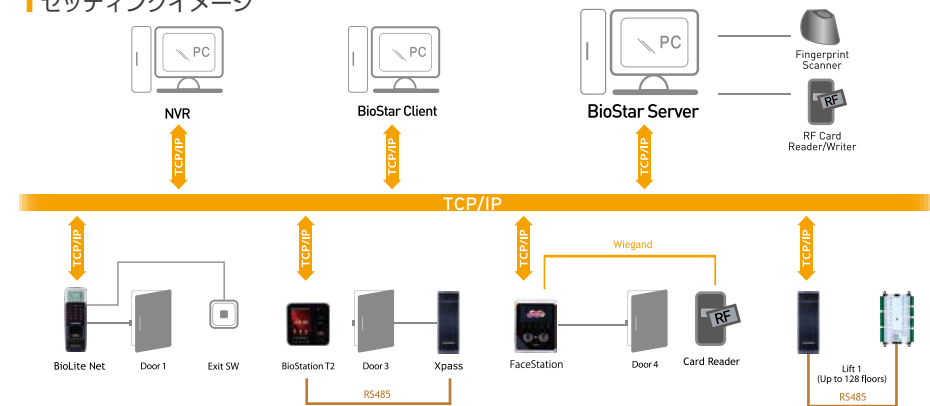 セッティングイメージ
PC
PC
PC
Fingerprint
Scanner
RF
RF Card
Reader/Writer
NVR
BioStar Client
BioStar Server
TCP/IP
TCP/IP
TCP/IP
TCP/IP
TCP/IP
TCP/IP
TCP/IP
TCP/IP
Wiegand
RF
BioLite Net
Door 1
Exit SW
BioStation T2
Door 3
Xpass
FaceStation
Door 4
Card Reader
Lift 1
(Up to 128 floors)
RS485
RS485